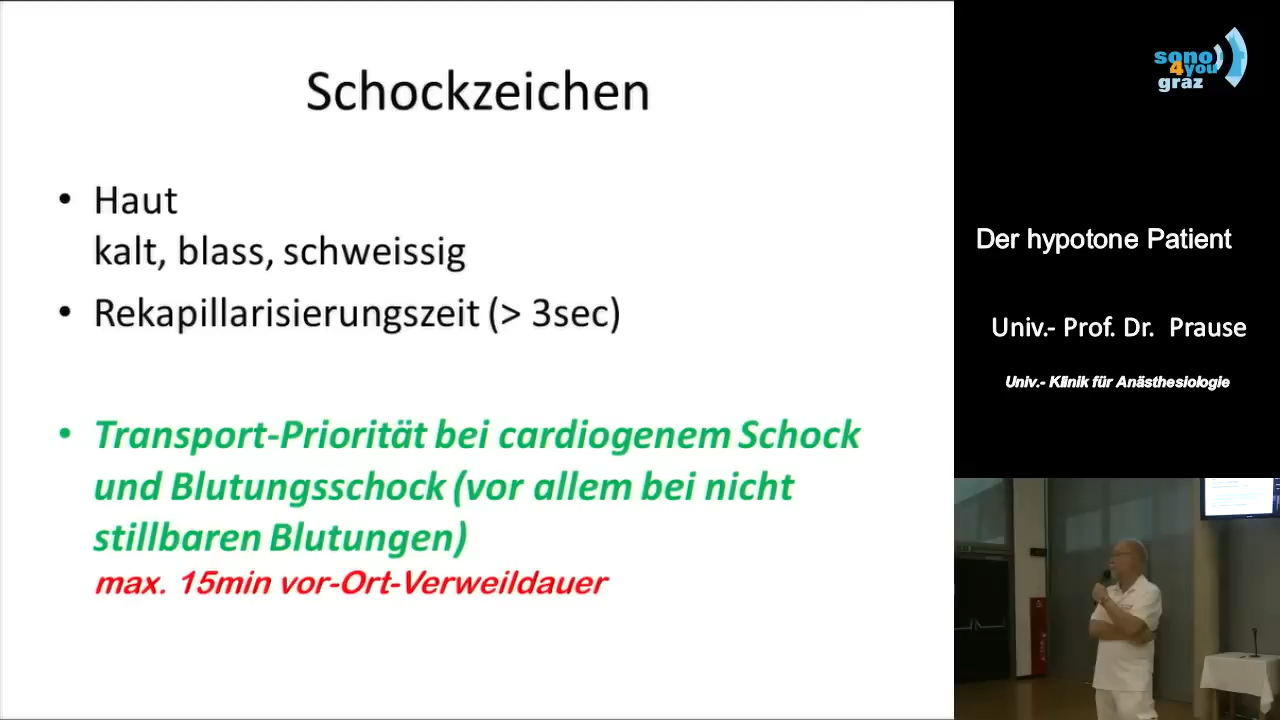 Schockzeichen
• Haut
kalt, blass, schweissig
• Rekapillarisierungszeit (> 3sec)
• Transport-Priorität bei cardiogenem Schock
und Blutungsschock (vor allem bei nicht
stillbaren Blutungen)
max. 15min vor-Ort-Verweildauer
sono
4you
graz
Der hypotone Patient
Univ.- Prof. Dr. Prause
Univ.- Klinik für Anästhesiologie